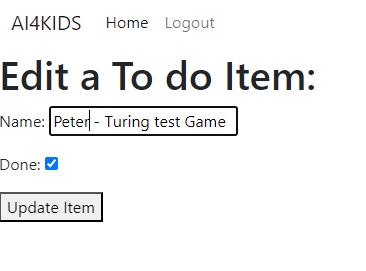 AI4KIDS Home Logout
Edit a To do Item:
Name: Peter - Turing test Game
Done:
Update Item